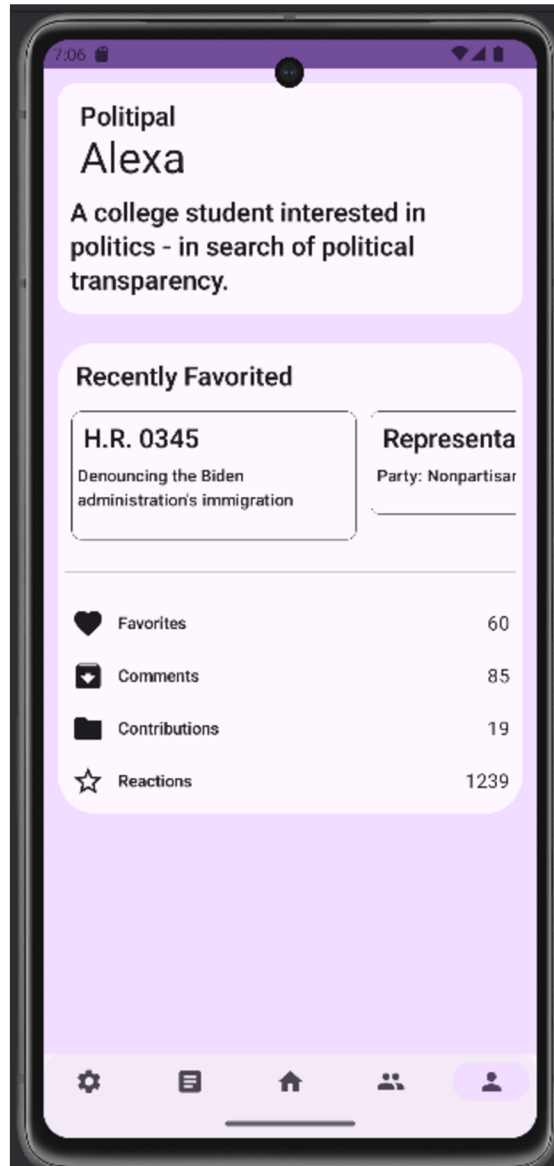 7:06
Politipal
Alexa
A college student interested in
politics - in search of political
transparency.
Recently Favorited
H.R. 0345
Denouncing the Biden
administration's immigration
Representa
Party: Nonpartisan
Favorites 60
Comments 85
Contributions 19
Reactions 1239